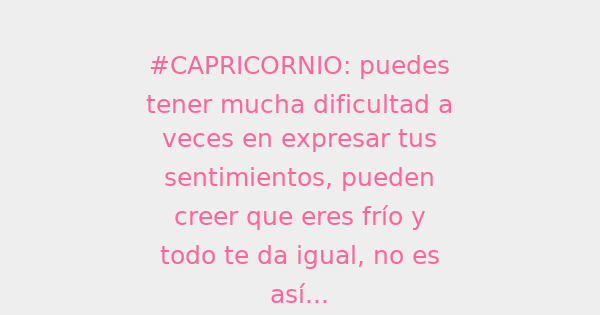 #CAPRICORNIO: puedes
tener mucha dificultad a
veces en expresar tus
sentimientos, pueden
creer que eres frío y
todo te da igual, no es
así...